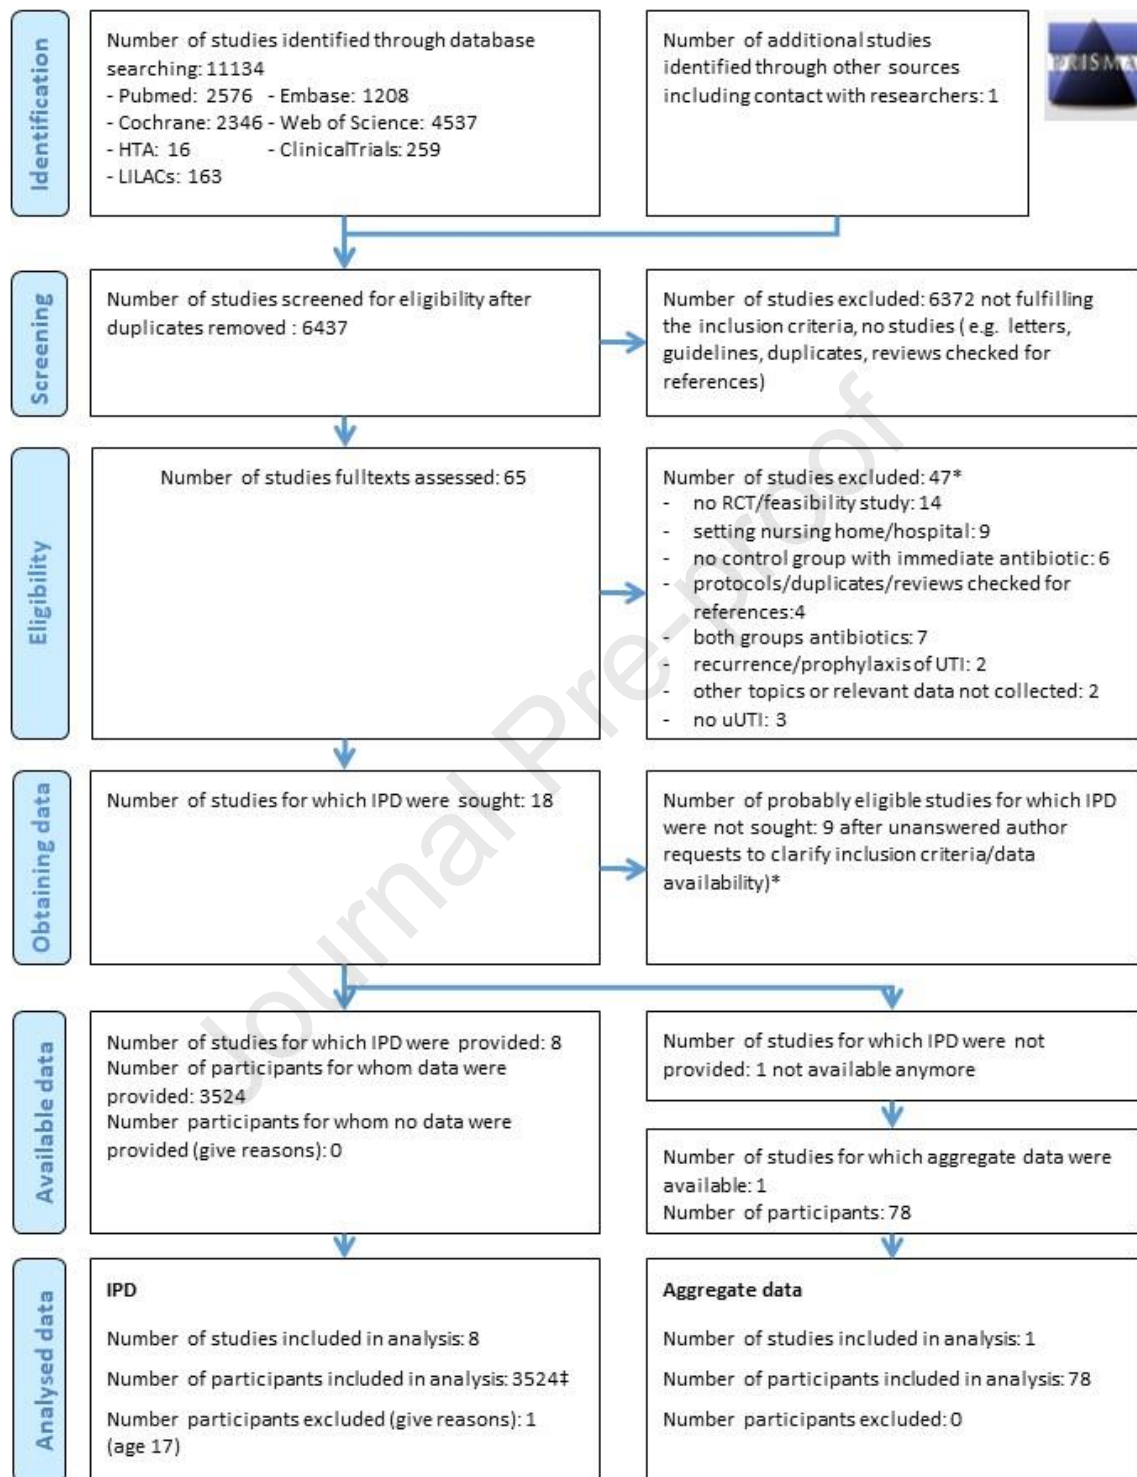 Identification
Number of studies identified through database
searching: 11134
- Pubmed: 2576 - Embase: 1208
- Cochrane: 2346 - Web of Science: 4537
- HTA: 16 - ClinicalTrials: 259
- LILACs: 163
Number of additional studies
identified through other sources
including contact with researchers: 1
PRISMA
Screening
Number of studies screened for eligibility after
duplicates removed : 6437
Number of studies excluded: 6372 not fulfilling
the inclusion criteria, no studies ( e.g. letters,
guidelines, duplicates, reviews checked for
references)
Eligibility
Number of studies fulltexts assessed: 65
Number of studies excluded: 47*
- no RCT/feasibility study: 14
- setting nursing home/hospital: 9
- no control group with immediate antibiotic: 6
- protocols/duplicates/reviews checked for
references:4
- both groups antibiotics: 7
- recurrence/prophylaxis of UTI: 2
- other topics or relevant data not collected: 2
- no uUTI: 3
Obtaining data
Number of studies for which IPD were sought: 18
Number of probably eligible studies for which IPD
were not sought: 9 after unanswered author
requests to clarify inclusion criteria/data
availability)*
Available data
Number of studies for which IPD were provided: 8
Number of participants for whom data were
provided: 3524
Number participants for whom no data were
provided (give reasons): 0
Number of studies for which IPD were not
provided: 1 not available anymore
Number of studies for which aggregate data were
available: 1
Number of participants: 78
Analysed data
IPD
Number of studies included in analysis: 8
Number of participants included in analysis: 3524‡
Number participants excluded (give reasons): 1
(age 17)
Aggregate data
Number of studies included in analysis: 1
Number of participants included in analysis: 78
Number participants excluded: 0
Journal Pre-proof